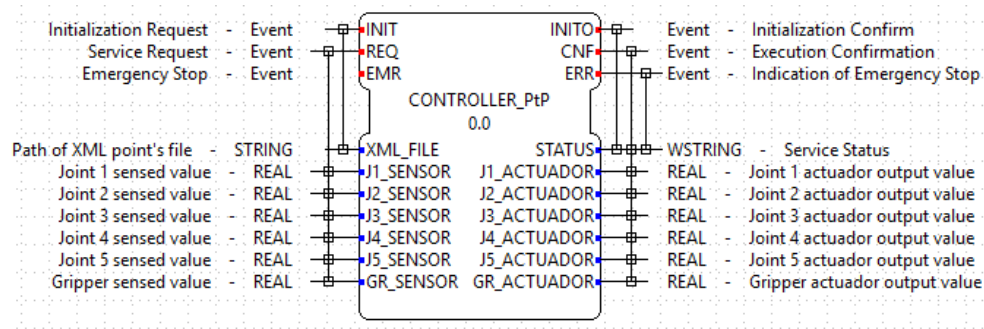 Initialization Request - Event INIT INITO Event - Initialization Confirm
Service Request - Event REQ CNF Event - Execution Confirmation
Emergency Stop - Event EMR ERR Event - Indication of Emergency Stop
CONTROLLER_PtP
0.0
Path of XML point's file - STRING XML_FILE STATUS WSTRING - Service Status
Joint 1 sensed value - REAL J1_SENSOR J1_ACTUADOR REAL - Joint 1 actuador output value
Joint 2 sensed value - REAL J2_SENSOR J2_ACTUADOR REAL - Joint 2 actuador output value
Joint 3 sensed value - REAL J3_SENSOR J3_ACTUADOR REAL - Joint 3 actuador output value
Joint 4 sensed value - REAL J4_SENSOR J4_ACTUADOR REAL - Joint 4 actuador output value
Joint 5 sensed value - REAL J5_SENSOR J5_ACTUADOR REAL - Joint 5 actuador output value
Gripper sensed value - REAL GR_SENSOR GR_ACTUADOR REAL - Gripper actuador output value